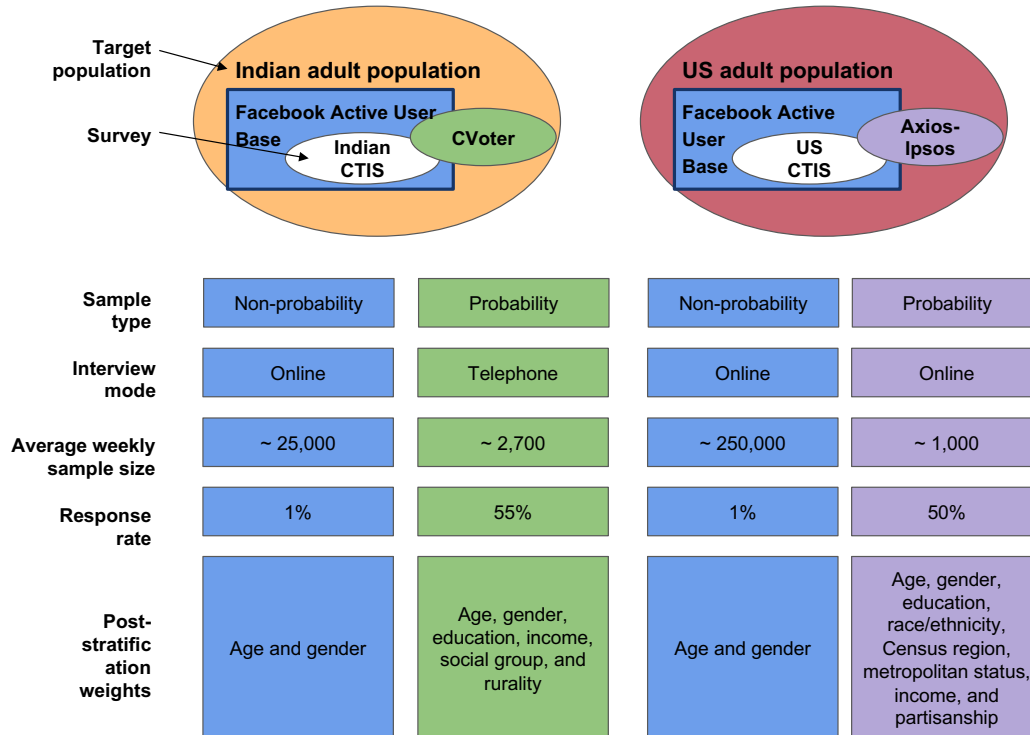 Target
population
Indian adult population
US adult population
Survey
Facebook Active User
Base
Indian
CTIS
CVoter
Facebook Active
User
Base
US
CTIS
Axios-
Ipsos
Sample
type
Non-probability
Probability
Non-probability
Probability
Interview
mode
Online
Telephone
Online
Online
Average weekly
sample size
~ 25,000
~ 2,700
~ 250,000
~ 1,000
Response
rate
1%
55%
1%
50%
Post-
stratific
ation
weights
Age and gender
Age, gender,
education, income,
social group, and
rurality
Age and gender
Age, gender,
education,
race/ethnicity,
Census region,
metropolitan status,
income, and
partisanship